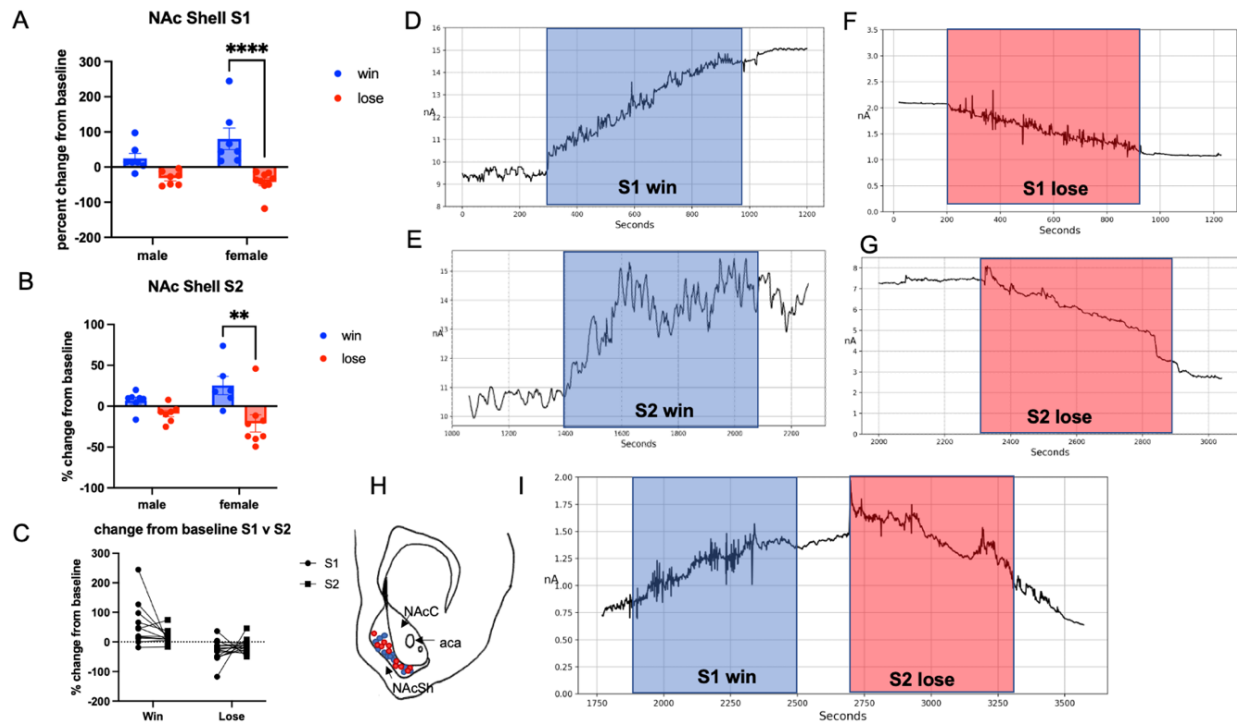 A
NAc Shell S1
****
win
lose
percent change from baseline
300
200
100
0
-100
-200
male female
B
NAc Shell S2
**
win
lose
% change from baseline
100
50
0
-50
-100
male female
C
change from baseline S1 v S2
S1
S2
% change from baseline
300
200
100
0
-100
-200
Win Lose
D
16
15
14
13
12
11
10
9
8
nA
S1 win
0 200 400 600 800 1000 1200
Seconds
E
15
14
13
12
11
10
nA
S2 win
1000 1200 1400 1600 1800 2000 2200 2400 2600
Seconds
F
3.5
3.0
2.5
2.0
1.5
1.0
0.5
0.0
nA
S1 lose
0 200 400 600 800 1000 1200
Seconds
G
8
7
6
5
4
3
2
0
nA
S2 lose
2000 2200 2400 2600 2800 3000
Seconds
H
NAcC
aca
NAcSh
I
2.00
1.75
1.50
1.25
1.00
0.75
0.50
0.25
0.00
nA
S1 win
S2 lose
1750 2000 2250 2500 2750 3000 3250 3500
Seconds